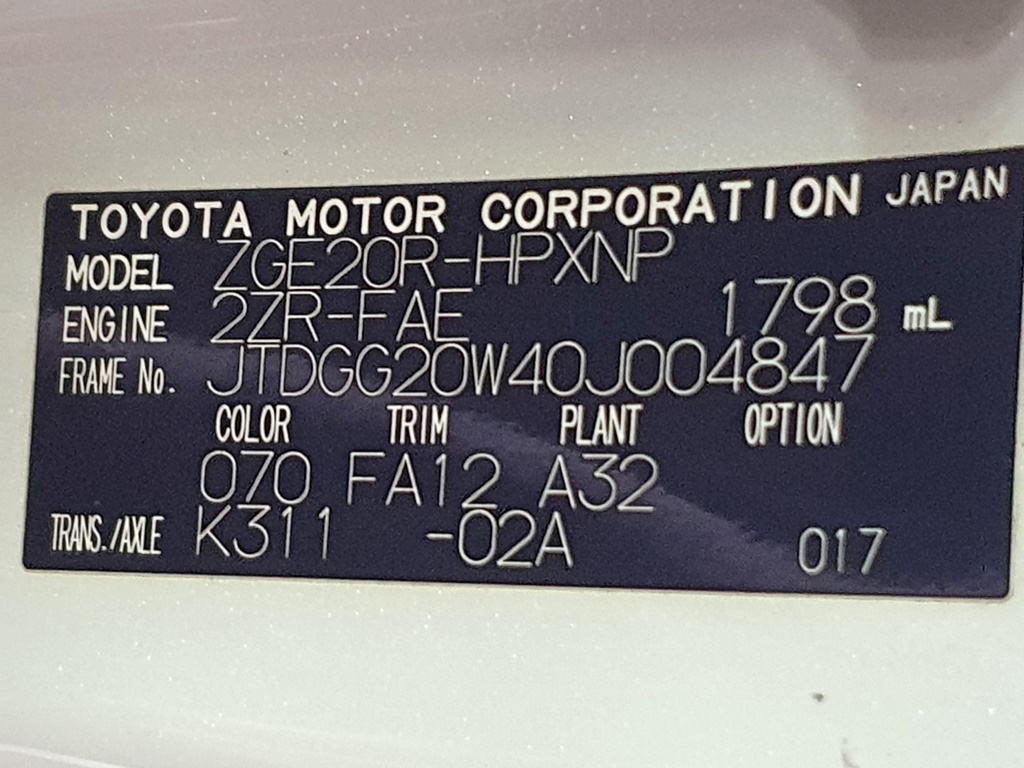 TOYOTA MOTOR CORPORATION JAPAN
MODEL ZGE20R-HPXNP
ENGINE 2ZR-FAE 1798 mL
FRAME No. JTDGG20W40J004847
COLOR TRIM PLANT OPTION
070 FA12 A32
TRANS./AXLE K311 -02A 017